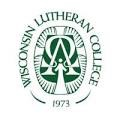 WISCONSIN LUTHERAN COLLEGE
1973